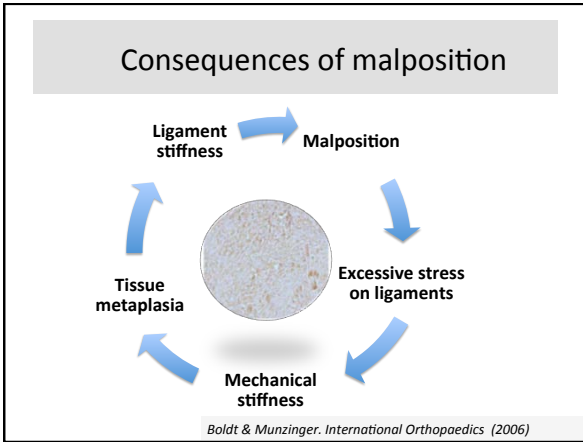 Consequences of malposition
Ligament
stiffness
Malposition
Excessive stress
on ligaments
Mechanical
stiffness
Tissue
metaplasia
Boldt & Munzinger. International Orthopaedics (2006)